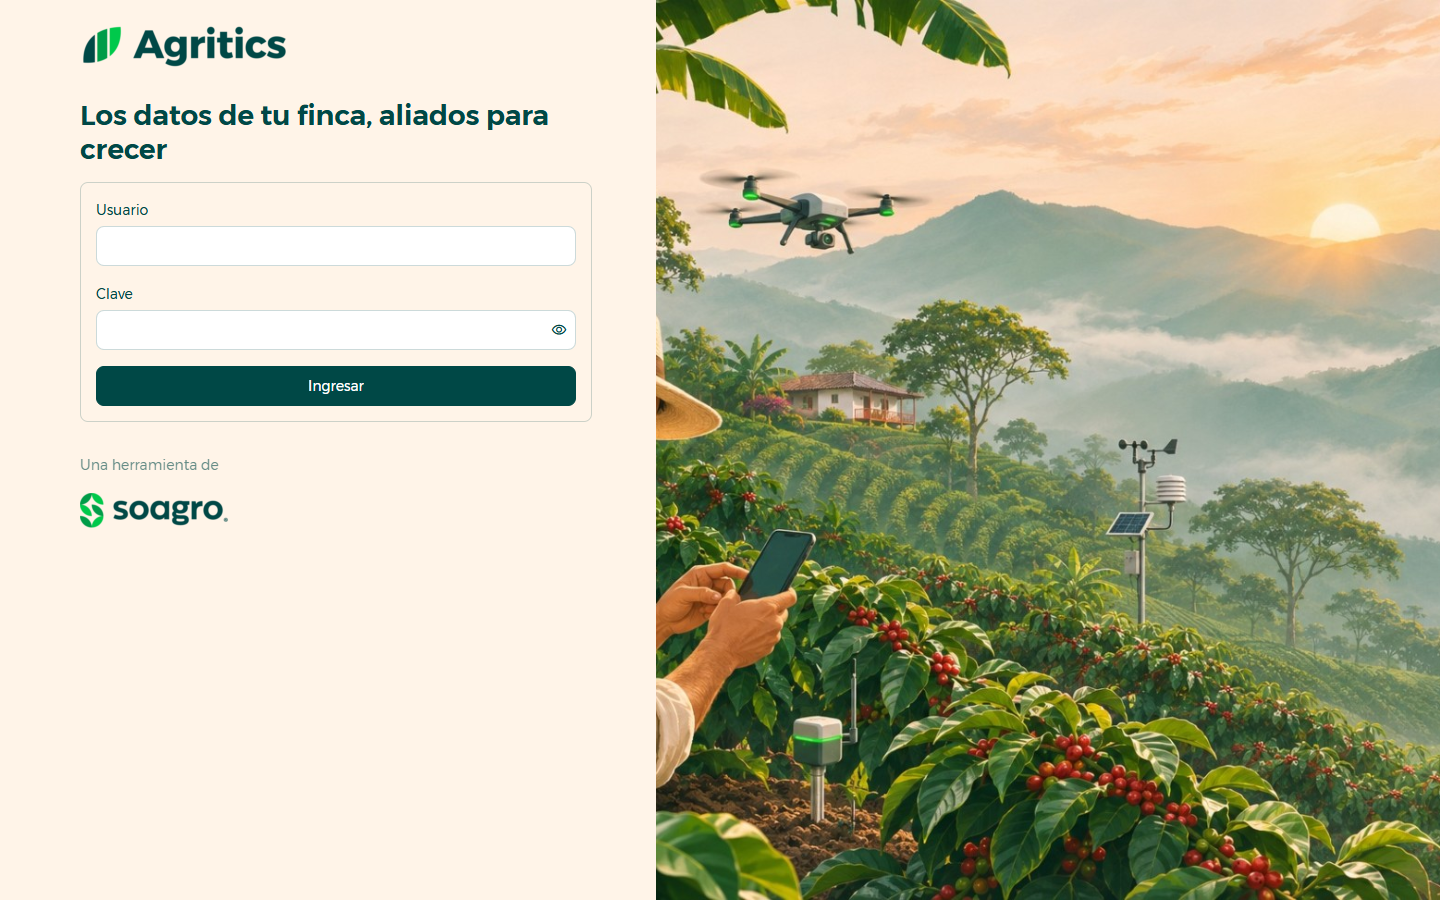 Agritics
Los datos de tu finca, aliados para
crecer
Usuario
Clave
Ingresar
Una herramienta de
soagro.